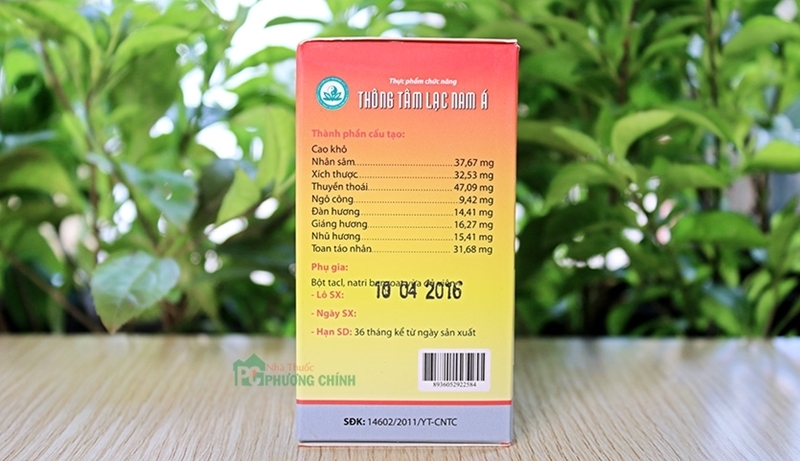 Thực phẩm chức năng
THÔNG TÂM LẠC NAM Á
Thành phần cấu tạo:
Cao khô
Nhân sâm 37,67 mg
Xích thược 32,53 mg
Thuyền thoái 47,09 mg
Ngô công 9,42 mg
Đàn hương 14,41 mg
Giáng hương 16,27 mg
Nhũ hương 15,41 mg
Toan táo nhân 31,68 mg
Phụ gia:
Bột tacl, natri
- Lô SX: 10 04 2016
- Ngày SX:
- Hạn SD: 36 tháng kể từ ngày sản xuất
8936052922584
PC Nhà Thuốc
PHƯƠNG CHÍNH
SĐK: 14602/2011/YT-CNTC